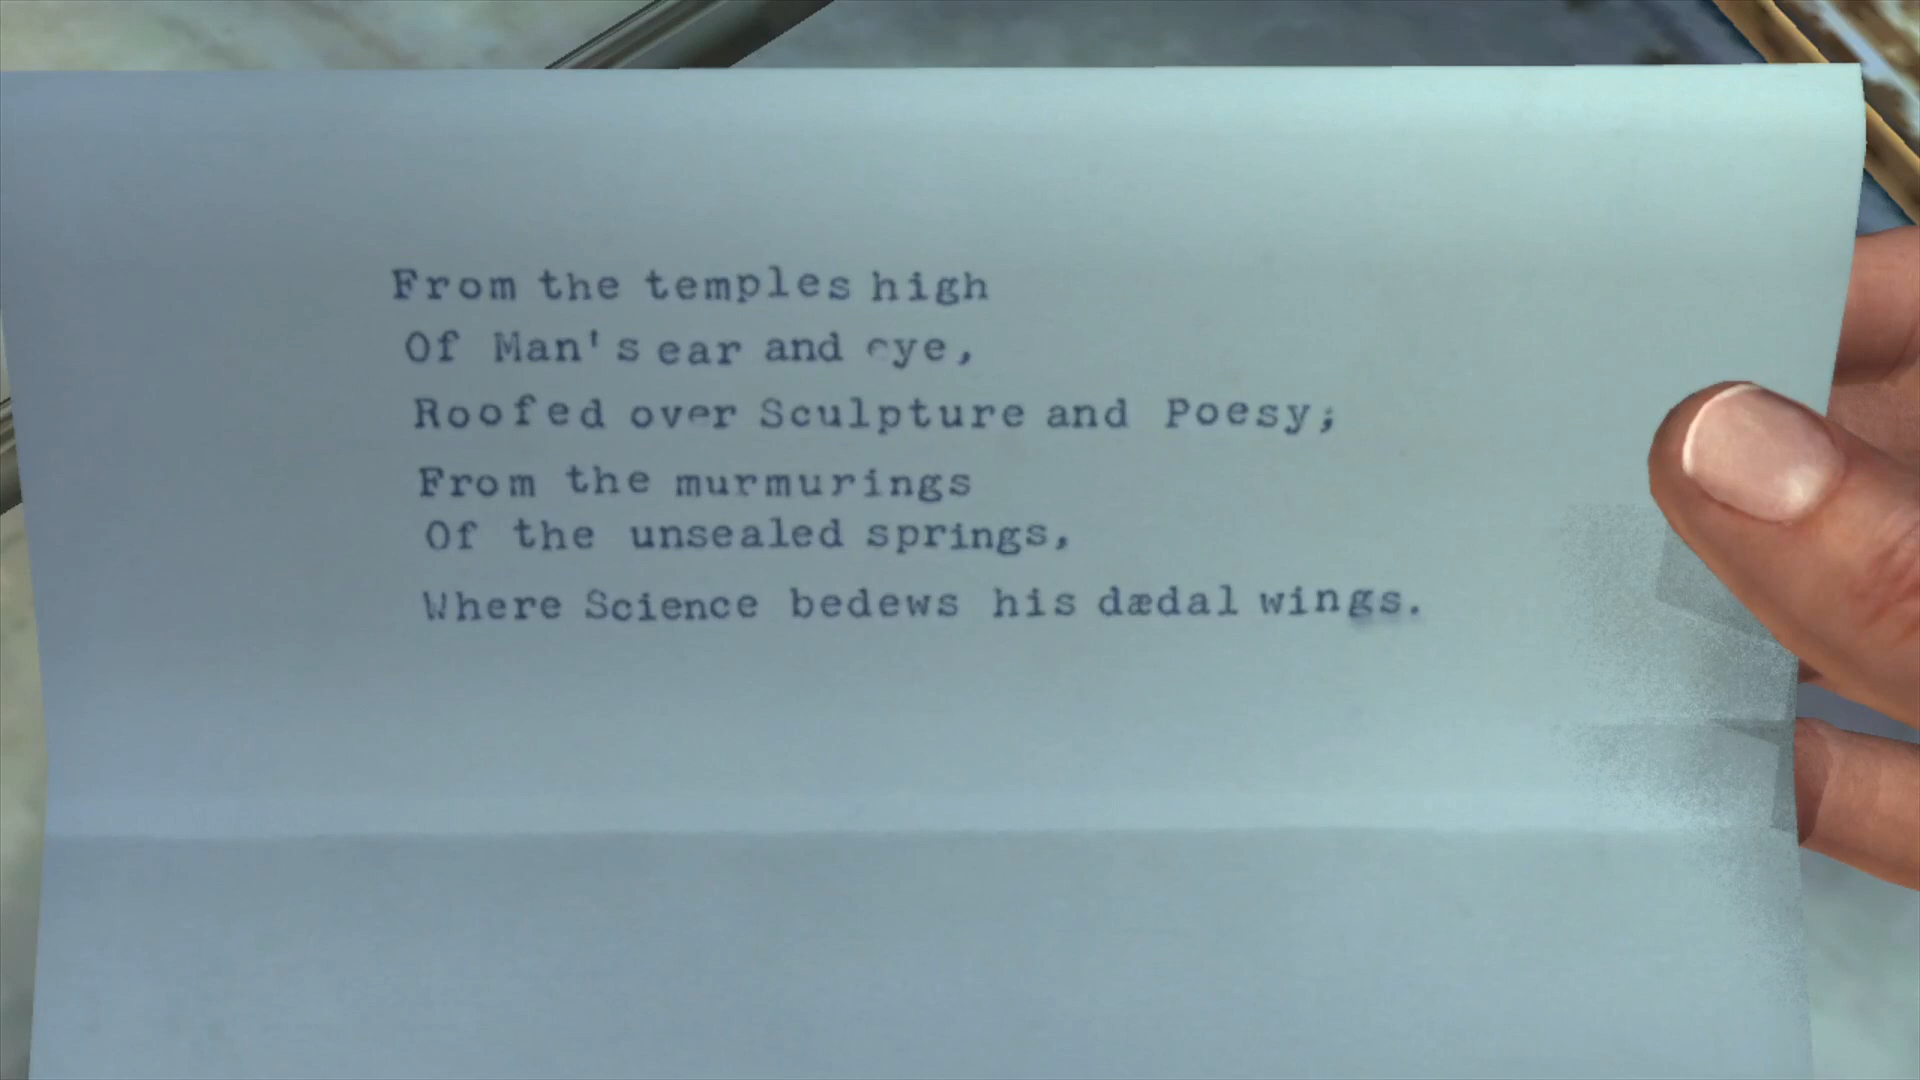 From the temples high
Of Man's ear and eye,
Roofed over Sculpture and Poesy;
From the murmurings
Of the unsealed springs,
Where Science bedews his dædal wings.